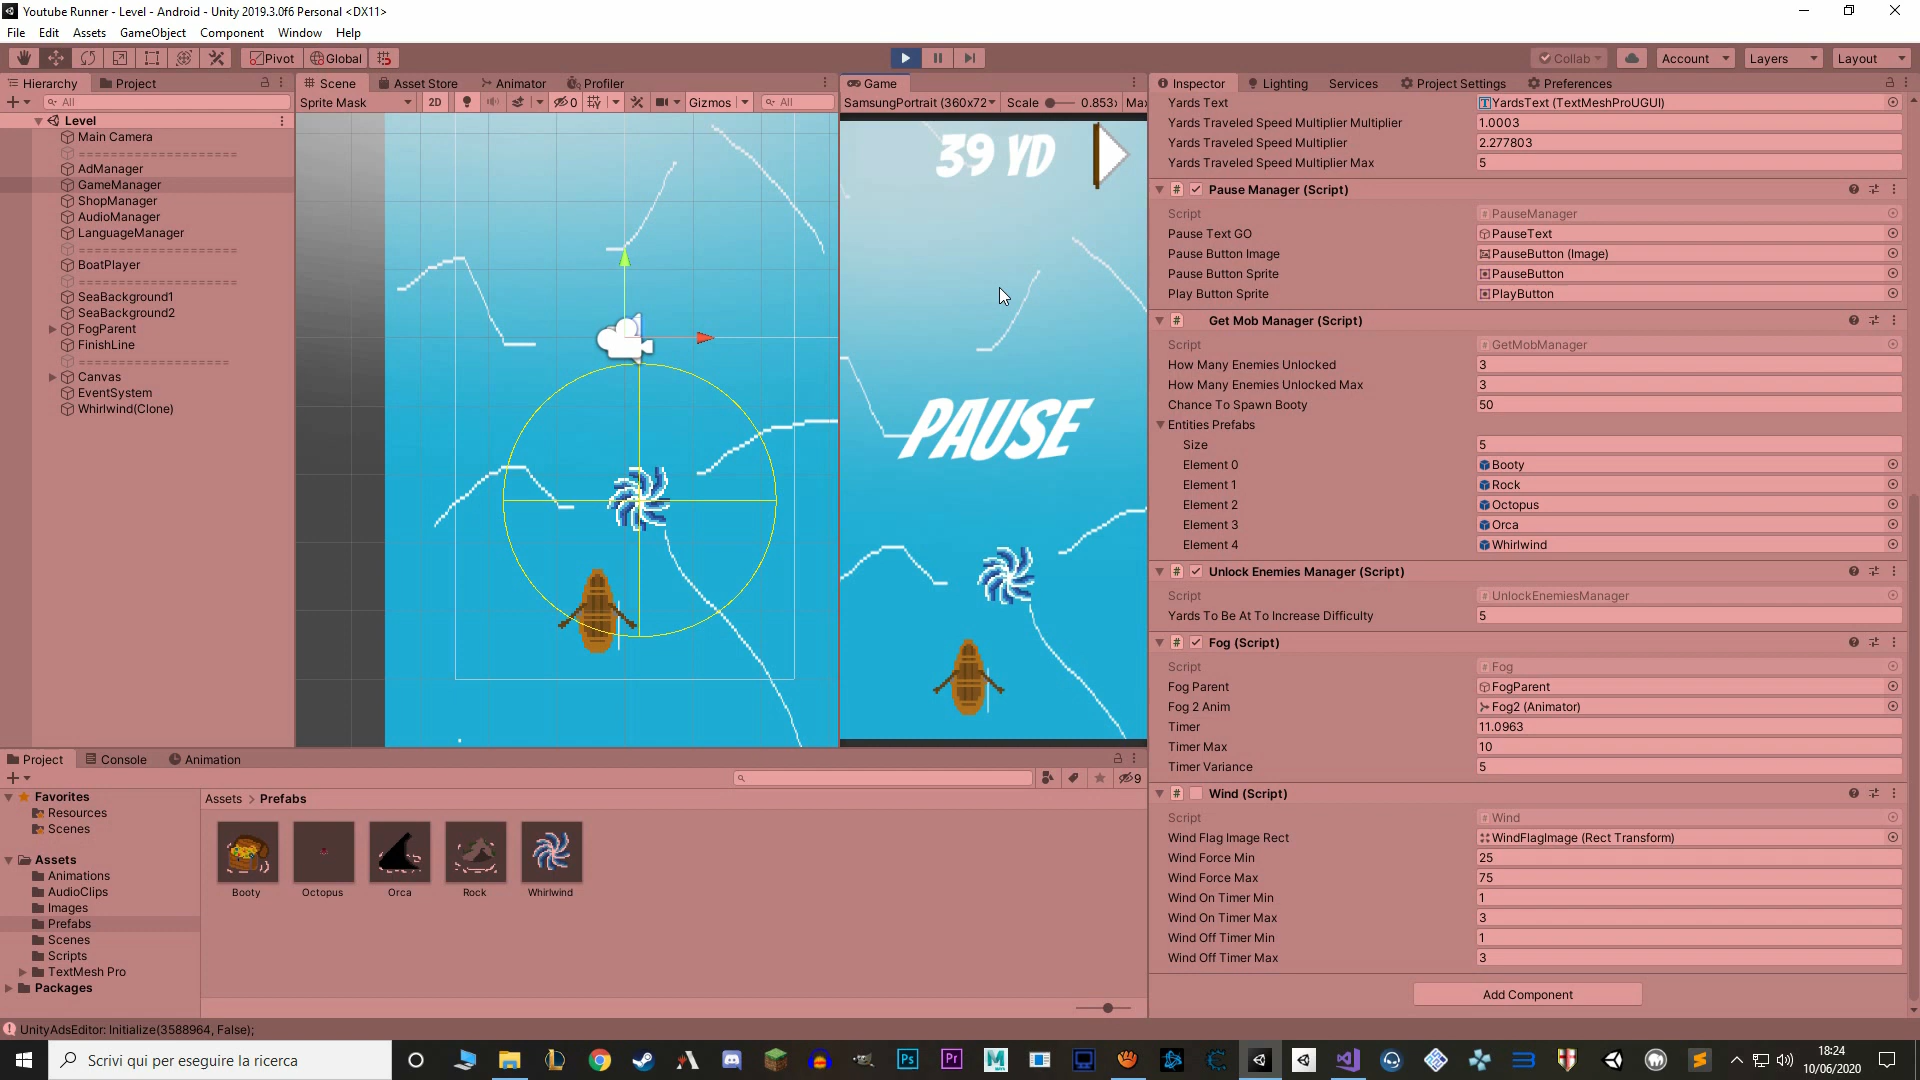 Youtube Runner - Level - Android - Unity 2019.3.0f6 Personal <DX11>
File Edit Assets GameObject Component Window Help
Pivot Global Collab Account Layers Layout
Hierarchy Project
All
Level
Main Camera
====================
AdManager
GameManager
ShopManager
AudioManager
LanguageManager
====================
BoatPlayer
====================
SeaBackground1
SeaBackground2
FogParent
FinishLine
===================
Canvas
EventSystem
Whirlwind(Clone)
Scene Asset Store Animator Profiler
Sprite Mask 2D 0 Gizmos All
Game
SamsungPortrait (360x72 Scale 0.853x Max
39 YD
PAUSE
Inspector Lighting Services Project Settings Preferences
Yards Text YardsText (TextMeshProUGUI)
Yards Traveled Speed Multiplier Multiplier 1.0003
Yards Traveled Speed Multiplier 2.277803
Yards Traveled Speed Multiplier Max 5
# Pause Manager (Script)
Script # PauseManager
Pause Text GO PauseText
Pause Button Image PauseButton (Image)
Pause Button Sprite PauseButton
Play Button Sprite PlayButton
# Get Mob Manager (Script)
Script # GetMobManager
How Many Enemies Unlocked 3
How Many Enemies Unlocked Max 3
Chance To Spawn Booty 50
Entities Prefabs
Size 5
Element 0 Booty
Element 1 Rock
Element 2 Octopus
Element 3 Orca
Element 4 Whirlwind
# Unlock Enemies Manager (Script)
Script # UnlockEnemiesManager
Yards To Be At To Increase Difficulty 5
# Fog (Script)
Script # Fog
Fog Parent FogParent
Fog 2 Anim Fog2 (Animator)
Timer 11.0963
Timer Max 10
Timer Variance 5
# Wind (Script)
Script # Wind
Wind Flag Image Rect WindFlagImage (Rect Transform)
Wind Force Min 25
Wind Force Max 75
Wind On Timer Min 1
Wind On Timer Max 3
Wind Off Timer Min 1
Wind Off Timer Max 3
Add Component
Project Console Animation
9
Favorites
Resources
Scenes
Assets
Animations
AudioClips
Images
Prefabs
Scenes
Scripts
TextMesh Pro
Packages
Assets > Prefabs
Booty Octopus Orca Rock Whirlwind
UnityAdsEditor: Initialize(3588964, False);
Scrivi qui per eseguire la ricerca
Ps Pr M
18:24
10/06/2020